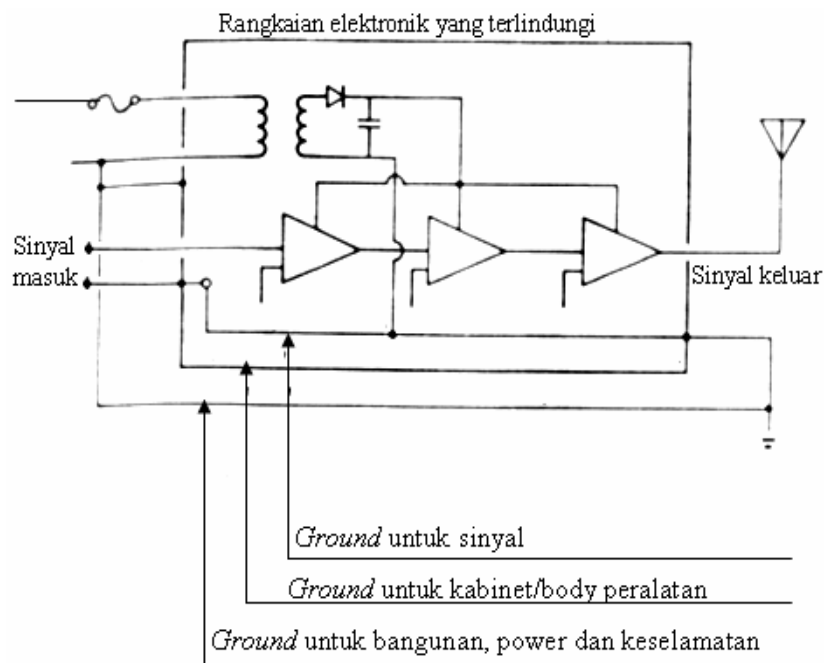 Rangkaian elektronik yang terlindungi
Sinyal
masuk
Sinyal keluar
Ground untuk sinyal
Ground untuk kabinet/body peralatan
Ground untuk bangunan, power dan keselamatan